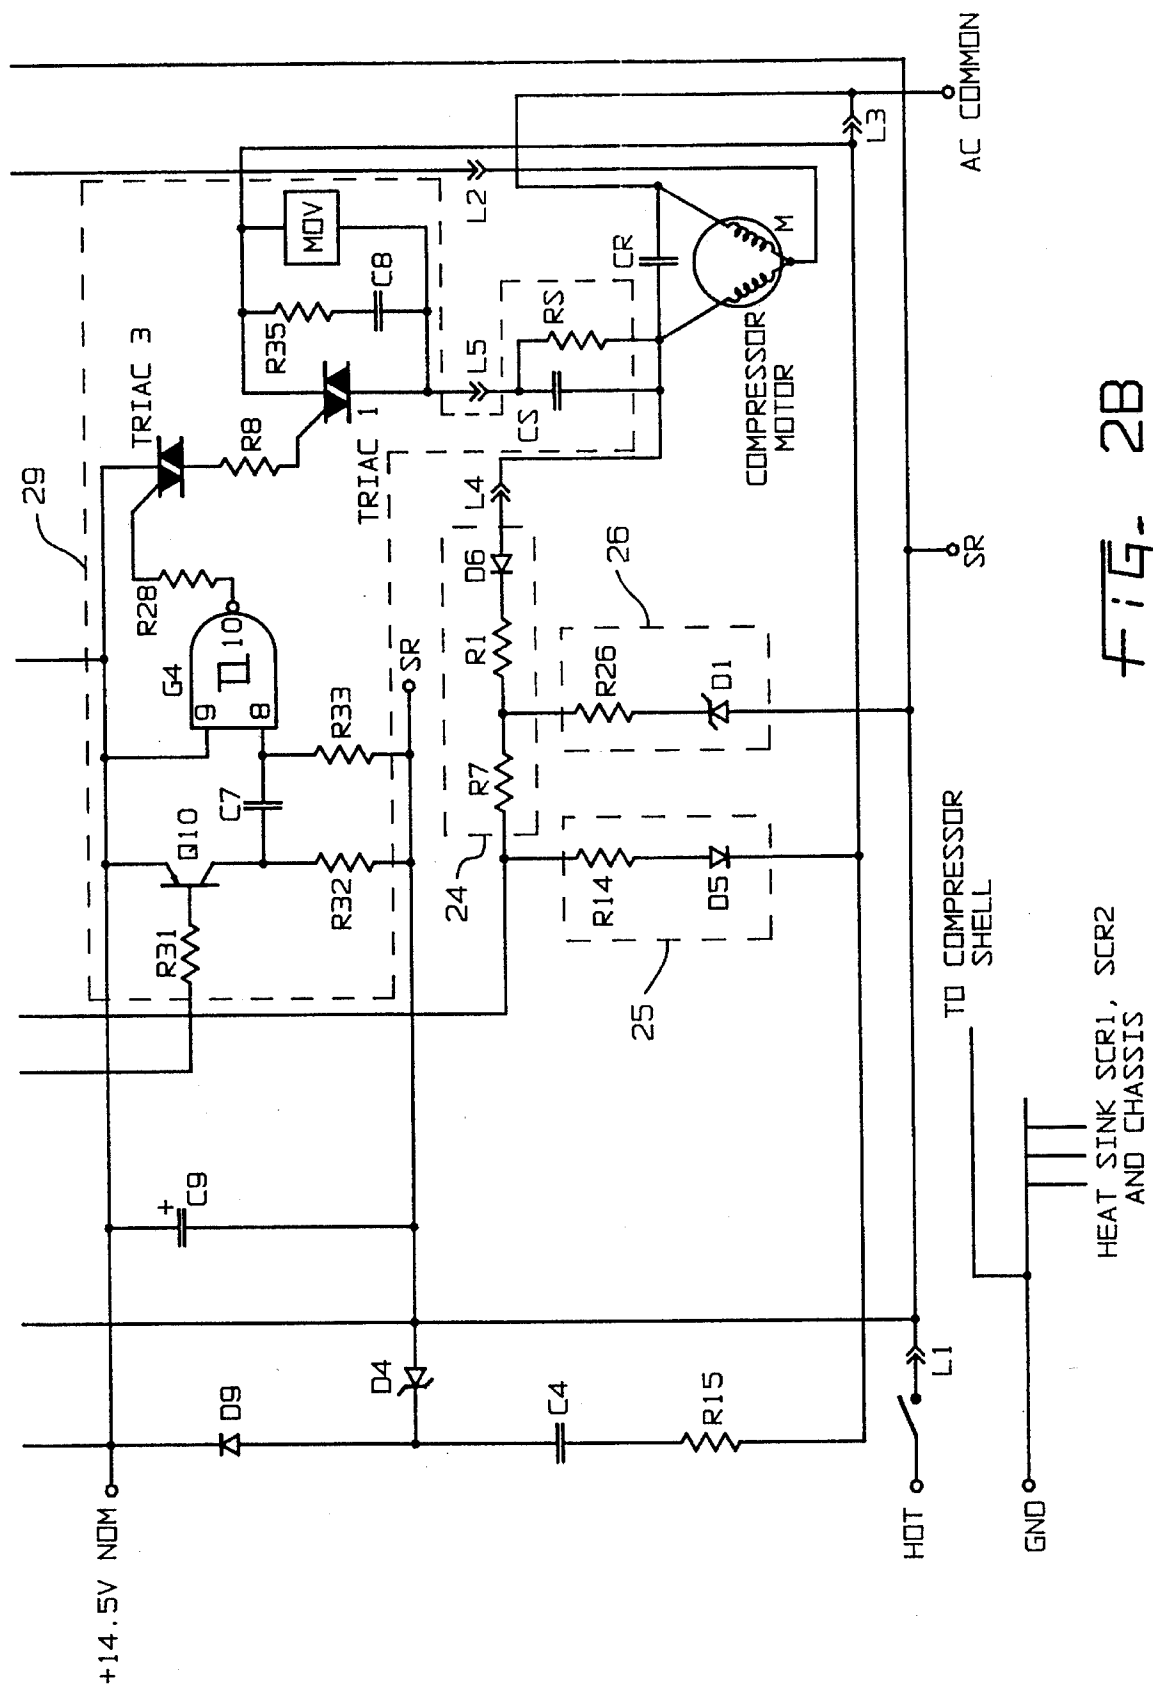 +14.5V NOM
D9
D4
C4
R15
HOT
L1
GND
+
C9
HEAT SINK SCR1, SCR2
AND CHASSIS
TO COMPRESSOR
SHELL
R31
Q10
R32
C7
R33
SR
G4
9
8
10
R28
29
TRIAC 3
R8
TRIAC 1
R35
C8
MOV
L2
L5
L4
CS
RS
CR
M
COMPRESSOR
MOTOR
D6
R1
R7
24
R14
D5
25
R26
D1
26
SR
L3
AC COMMON
FiG- 2B